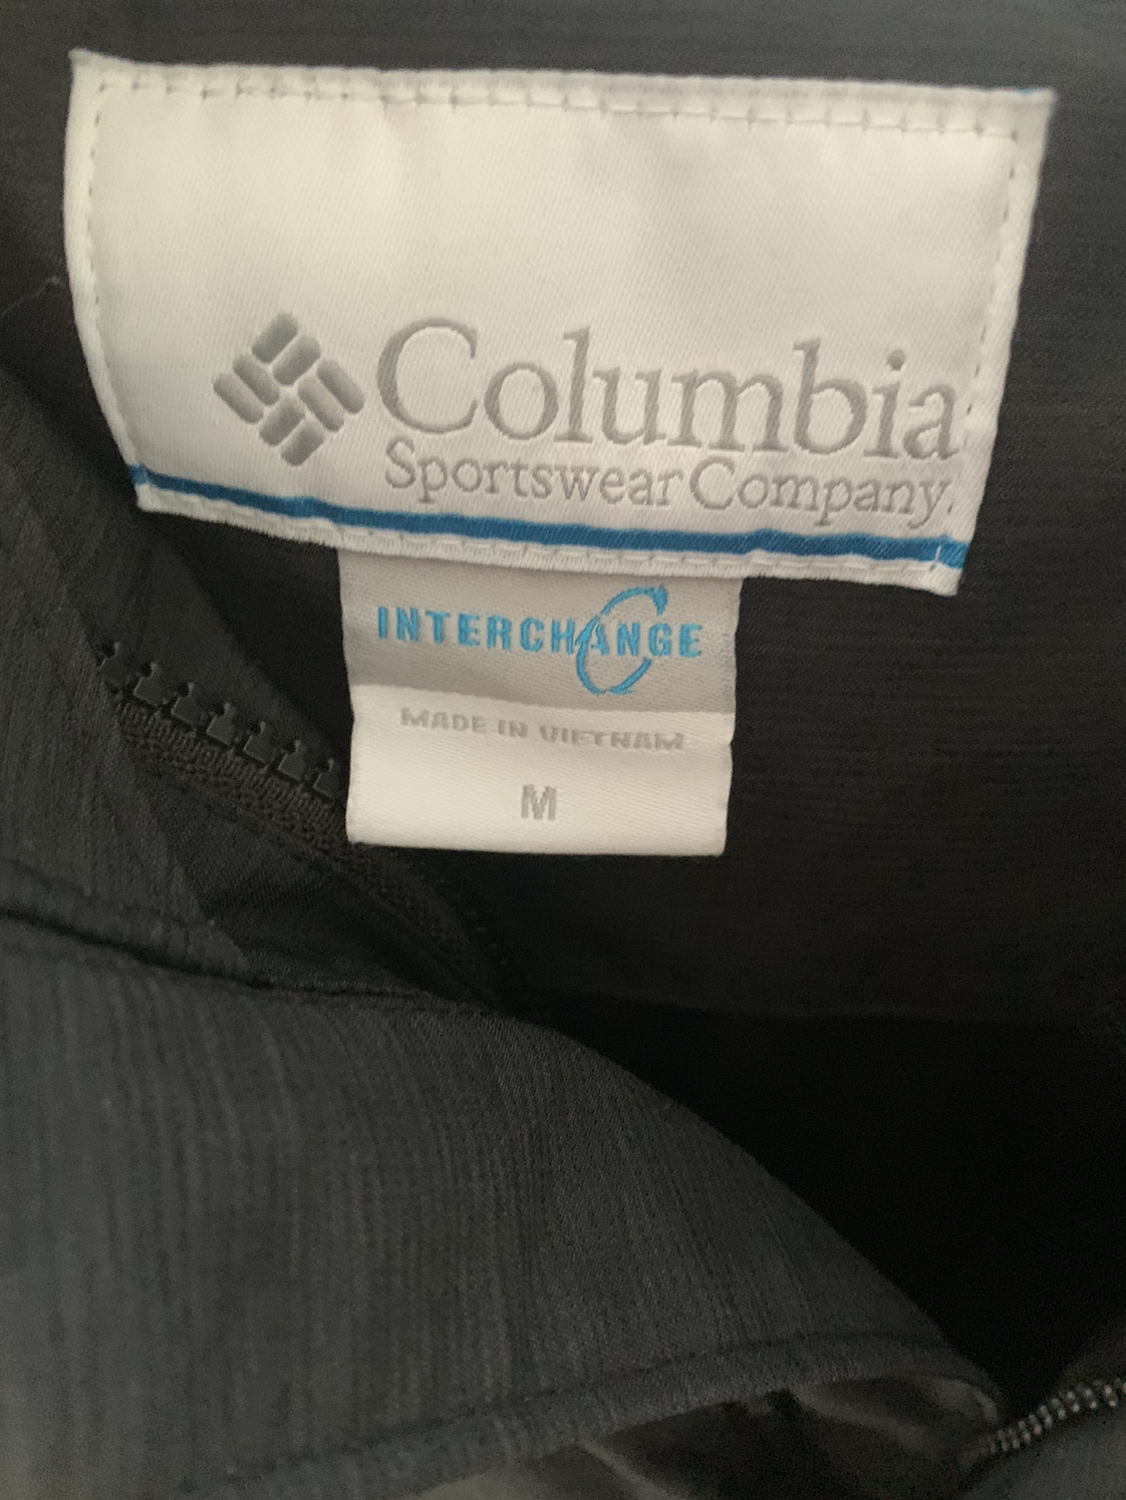 Columbia
Sportswear Company
INTERCHANGE
MADE IN VIETNAM
M